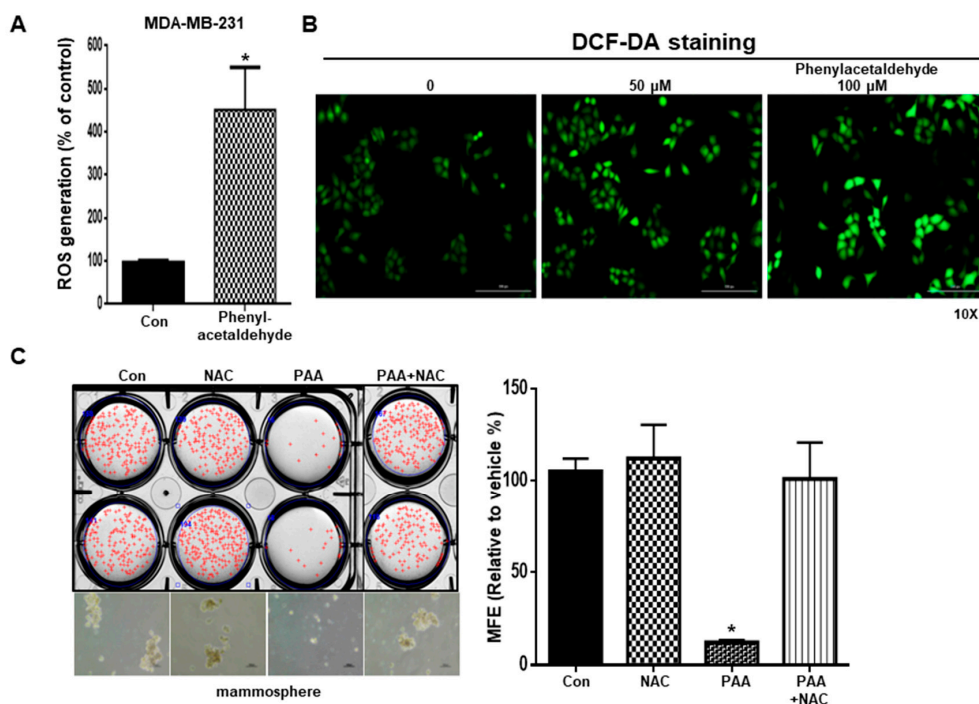 A
MDA-MB-231
ROS generation (% of control)
600
500
400
300
200
100
0
*
Con
Phenyl-
acetaldehyde
B
DCF-DA staining
Phenylacetaldehyde
0
50 μM
100 μM
10X
C
Con
NAC
PAA
PAA+NAC
mammosphere
MFE (Relative to vehicle %)
150
100
50
0
*
Con
NAC
PAA
PAA
+NAC